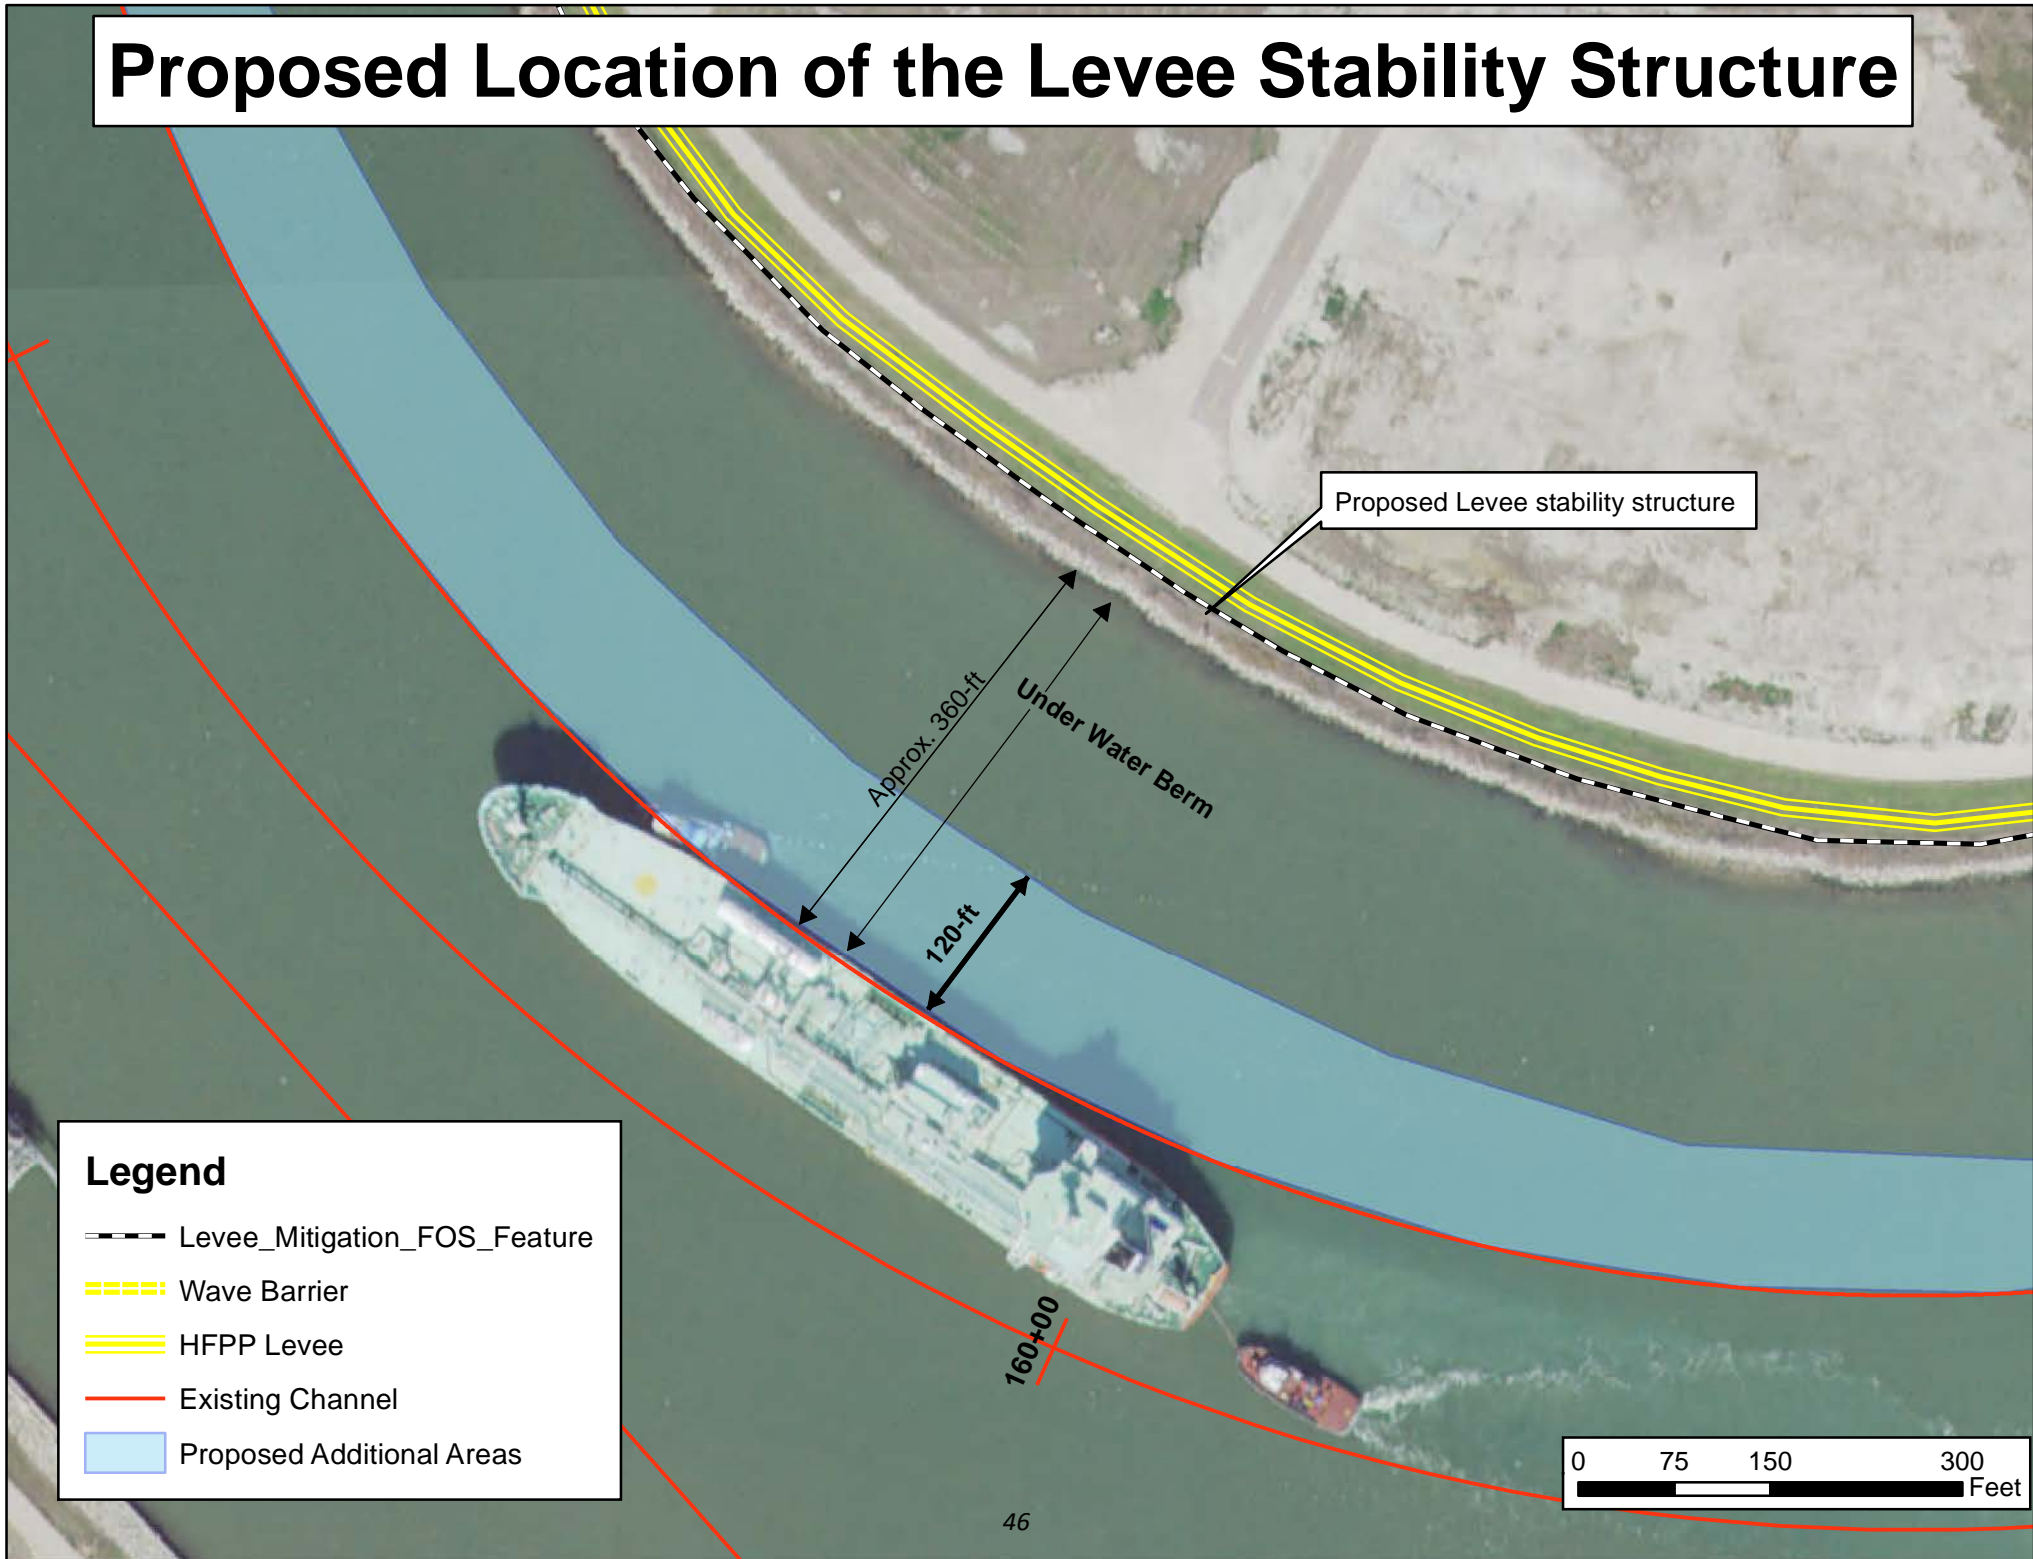 Proposed Location of the Levee Stability Structure
Proposed Levee stability structure
Approx. 360-ft
Under Water Berm
120-ft
160+00
Legend
Levee_Mitigation_FOS_Feature
Wave Barrier
HFPP Levee
Existing Channel
Proposed Additional Areas
0 75 150 300
Feet
46